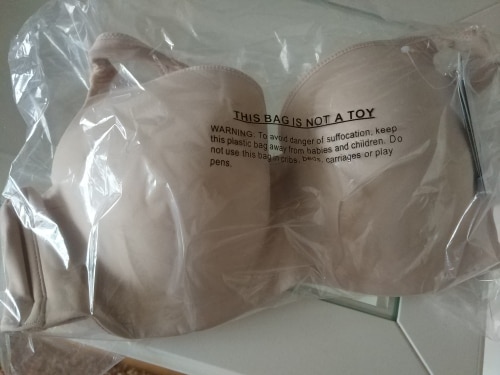 THIS BAG IS NOT A TOY
WARNING: To avoid danger of suffocation, keep
this plastic bag away from babies and children. Do
not use this bag in cribs, beds, carriages or play
pens.